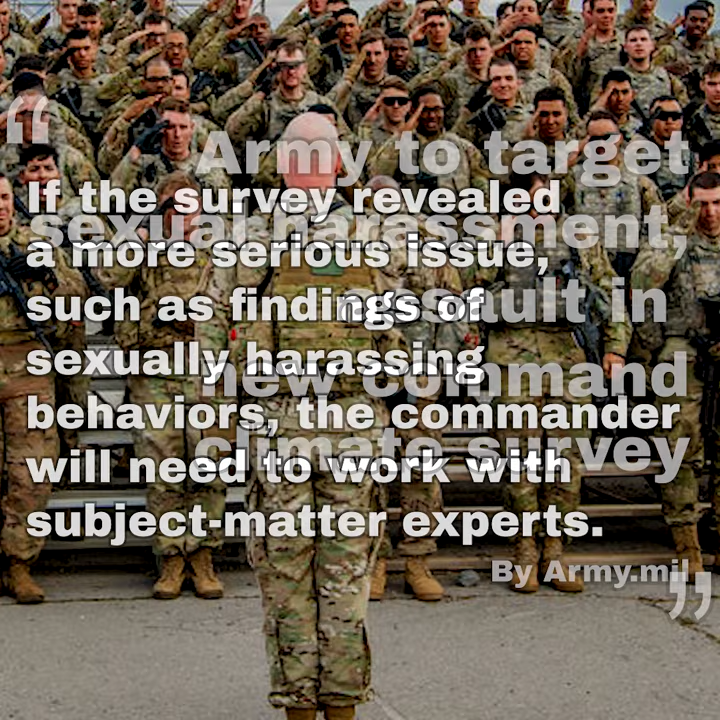 “
Army to target
sexual harassment,
assault in
new command
climate survey
If the survey revealed
a more serious issue,
such as findings of
sexually harassing
behaviors, the commander
will need to work with
subject-matter experts.
By Army.mil
”